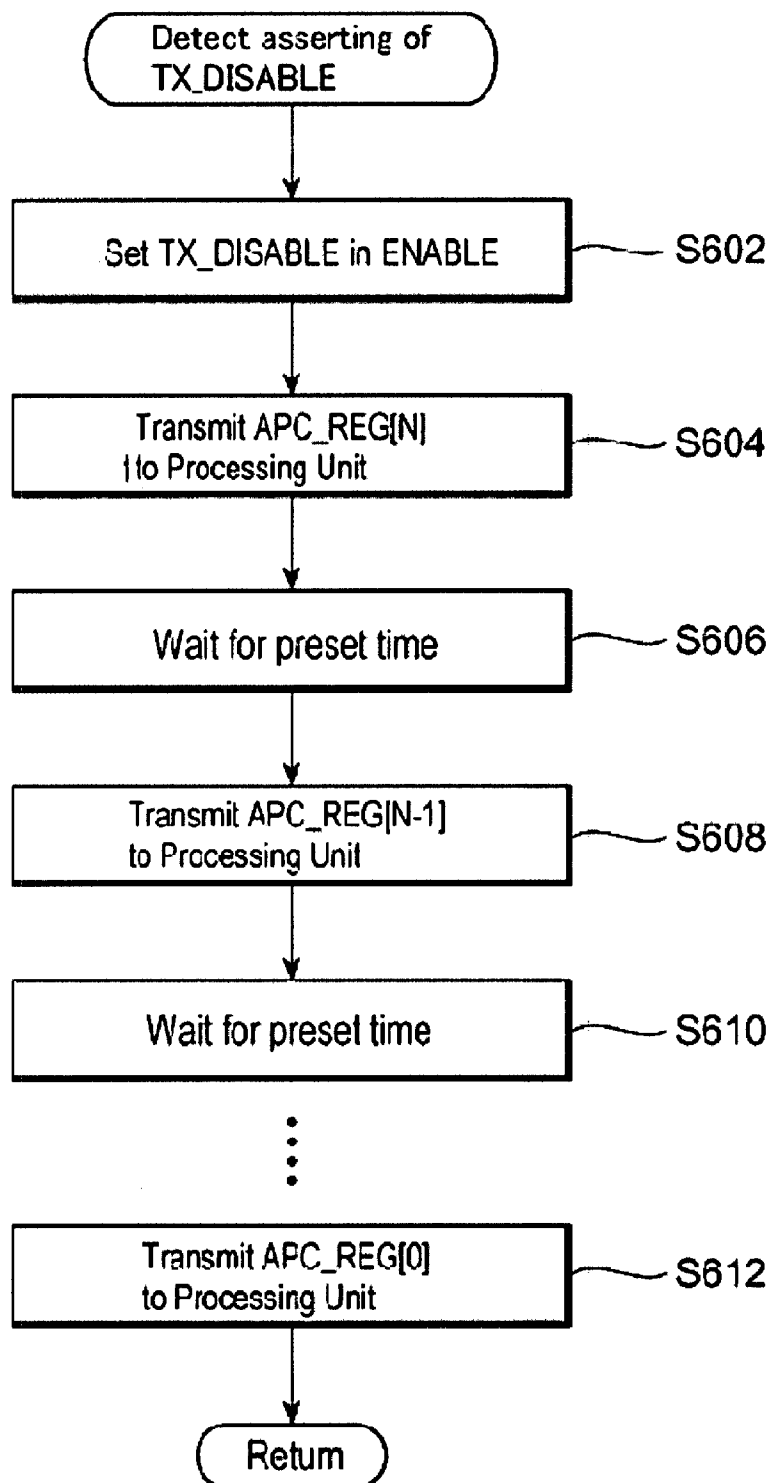 Detect asserting of
TX_DISABLE
Set TX_DISABLE in ENABLE
S602
Transmit APC_REG[N]
to Processing Unit
S604
Wait for preset time
S606
Transmit APC_REG[N-1]
to Processing Unit
S608
Wait for preset time
S610
Transmit APC_REG[0]
to Processing Unit
S612
Return